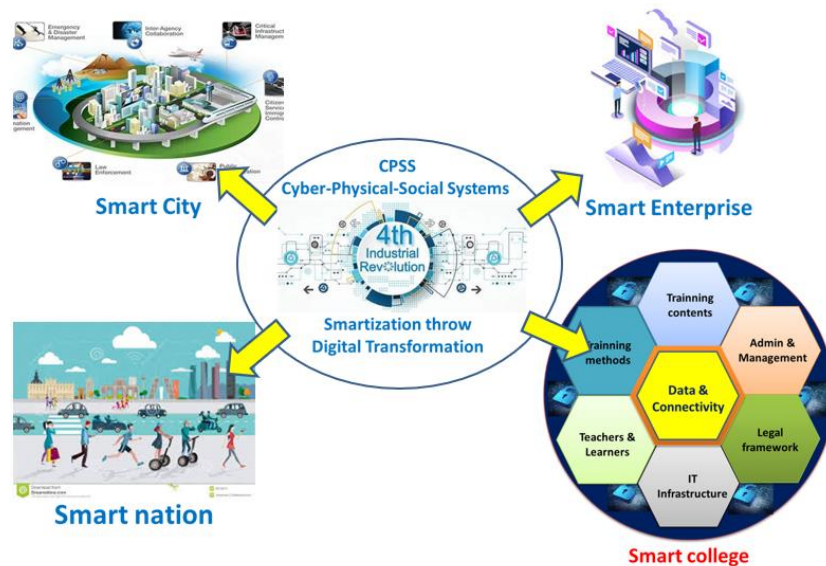 Emergency
& Disaster
Management
Inter-Agency
Collaboration
Critical
Law
Enforcement
Smart City
Smart Enterprise
CPSS
Cyber-Physical-Social Systems
4th
Industrial
Revolution
Smartization throw
Digital Transformation
Smart nation
Trainning
contents
methods
Admin &
Management
Data &
Connectivity
Teachers &
Learners
Legal
framework
IT
Infrastructure
Smart college